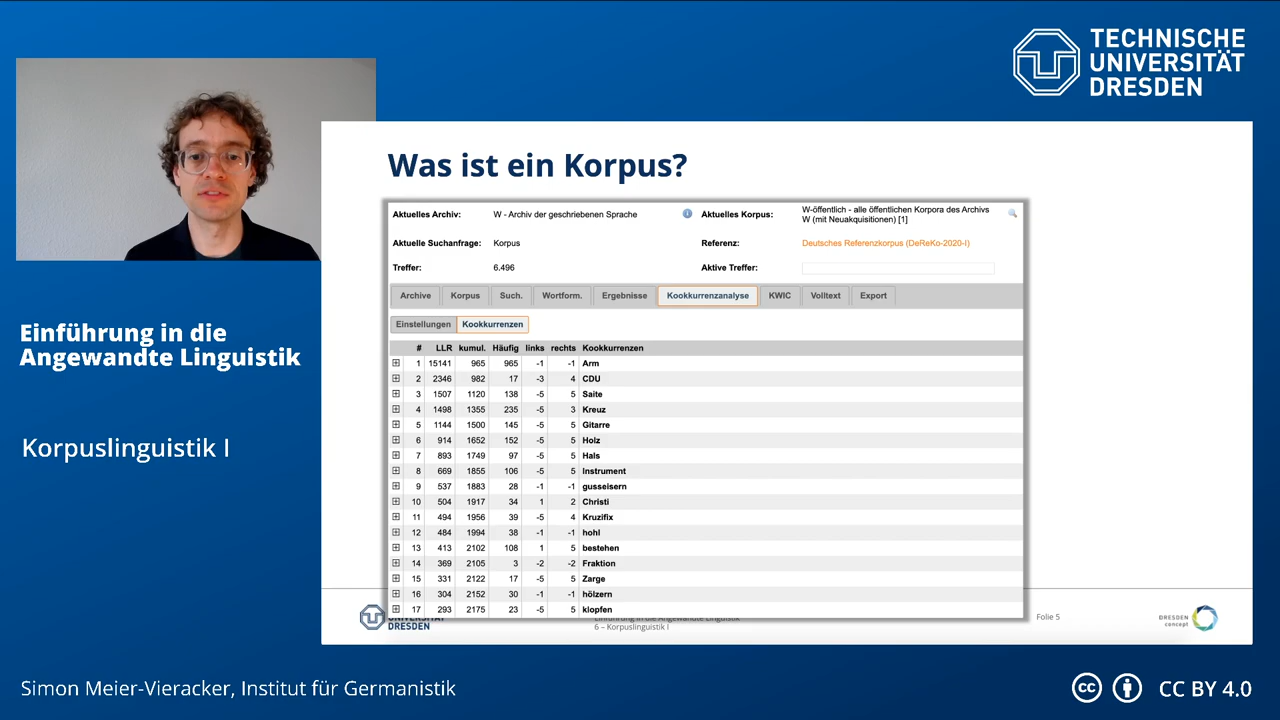 TECHNISCHE
UNIVERSITÄT
DRESDEN
Was ist ein Korpus?
Aktuelles Archiv: W - Archiv der geschriebenen Sprache Aktuelles Korpus: W-öffentlich - alle öffentlichen Korpora des Archivs
W (mit Neuakquisitionen) [1]
Aktuelle Suchanfrage: Korpus Referenz: Deutsches Referenzkorpus (DeReKo-2020-I)
Treffer: 6.496 Aktive Treffer:
Archive Korpus Such. Wortform. Ergebnisse Kookkurrenzanalyse KWIC Volltext Export
Einstellungen Kookkurrenzen
# LLR kumul. Häufig links rechts Kookkurrenzen
1 15141 965 965 -1 -1 Arm
2 2346 982 17 -3 4 CDU
3 1507 1120 138 -5 5 Saite
4 1498 1355 235 -5 3 Kreuz
5 1144 1500 145 -5 5 Gitarre
6 914 1652 152 -5 5 Holz
7 893 1749 97 -5 5 Hals
8 669 1855 106 -5 5 Instrument
9 537 1883 28 -1 -1 gusseisern
10 504 1917 34 1 2 Christi
11 494 1956 39 -5 4 Kruzifix
12 484 1994 38 -1 -1 hohl
13 413 2102 108 1 5 bestehen
14 369 2105 3 -2 -2 Fraktion
15 331 2122 17 -5 5 Zarge
16 304 2152 30 -1 -1 hölzern
17 293 2175 23 -5 5 klopfen
Einführung in die
Angewandte Linguistik
Korpuslinguistik I
UNIVERSITÄT
DRESDEN
Einführung in die Angewandte Linguistik
6 – Korpuslinguistik I
Folie 5
DRESDEN
concept
Simon Meier-Vieracker, Institut für Germanistik
cc
CC BY 4.0